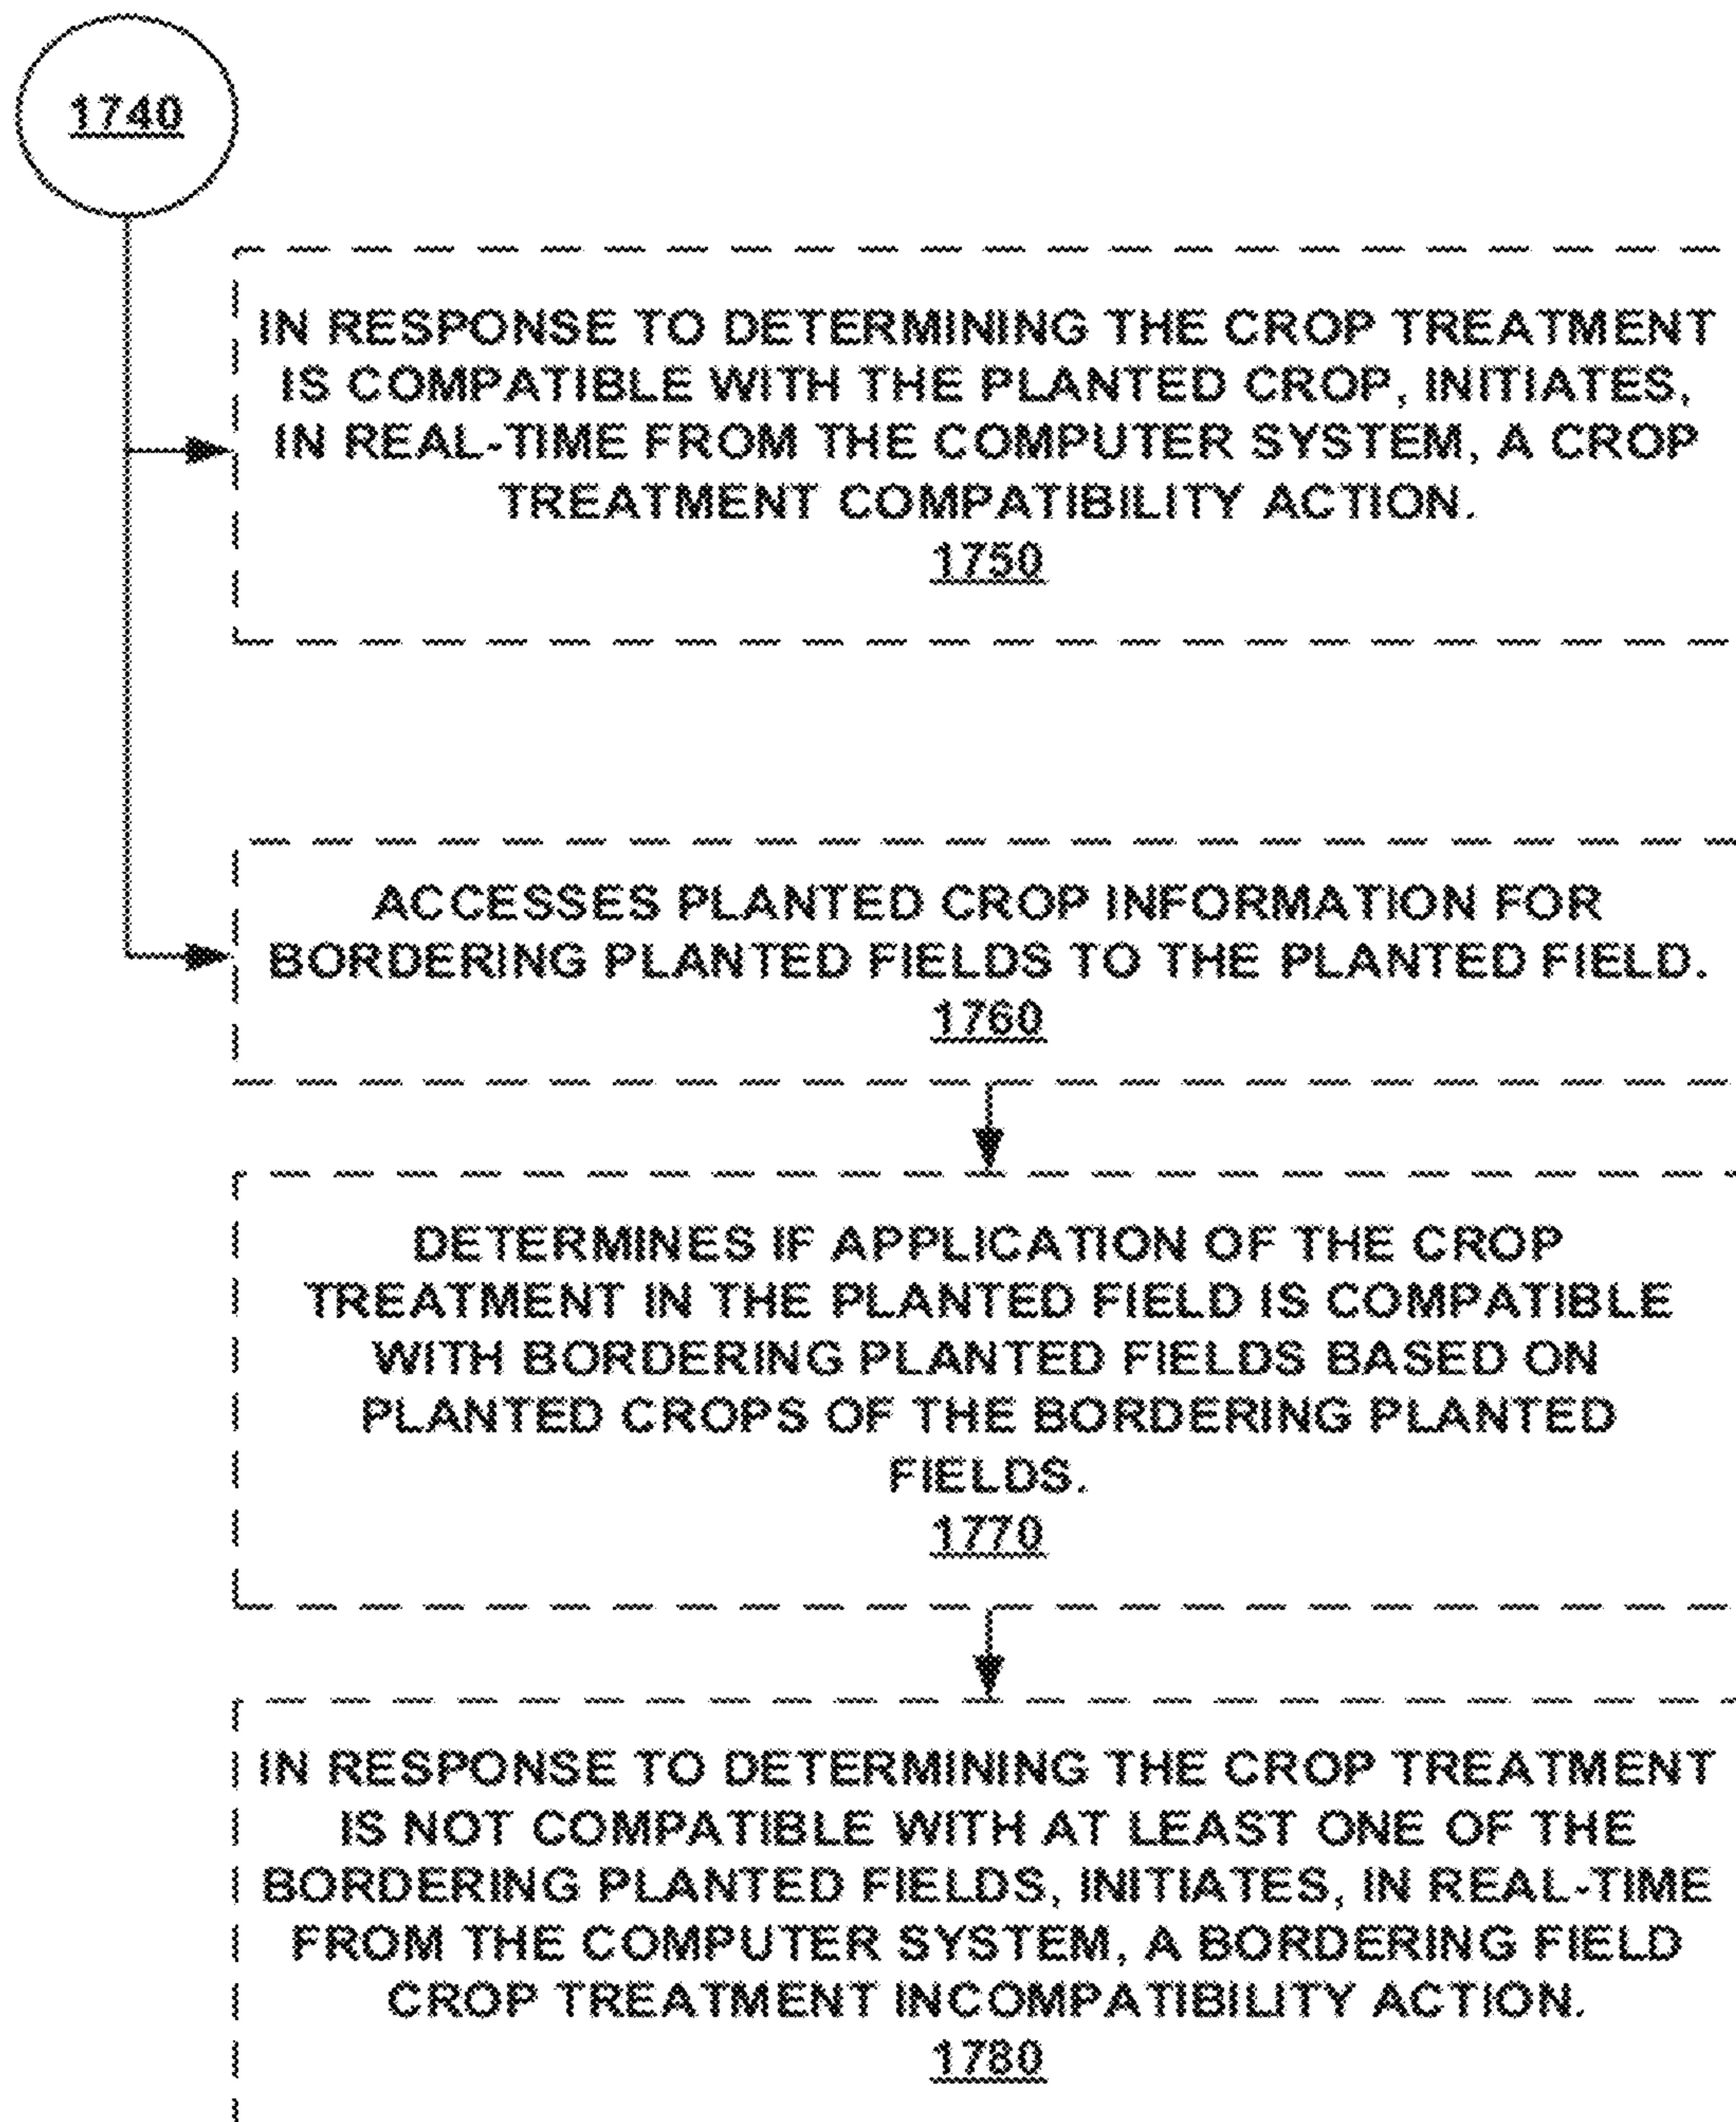 1740
IN RESPONSE TO DETERMINING THE CROP TREATMENT
IS COMPATIBLE WITH THE PLANTED CROP, INITIATES,
IN REAL-TIME FROM THE COMPUTER SYSTEM, A CROP
TREATMENT COMPATIBILITY ACTION.
1750
ACCESSES PLANTED CROP INFORMATION FOR
BORDERING PLANTED FIELDS TO THE PLANTED FIELD.
1760
DETERMINES IF APPLICATION OF THE CROP
TREATMENT IN THE PLANTED FIELD IS COMPATIBLE
WITH BORDERING PLANTED FIELDS BASED ON
PLANTED CROPS OF THE BORDERING PLANTED
FIELDS.
1770
IN RESPONSE TO DETERMINING THE CROP TREATMENT
IS NOT COMPATIBLE WITH AT LEAST ONE OF THE
BORDERING PLANTED FIELDS, INITIATES, IN REAL-TIME
FROM THE COMPUTER SYSTEM, A BORDERING FIELD
CROP TREATMENT INCOMPATIBILITY ACTION.
1780